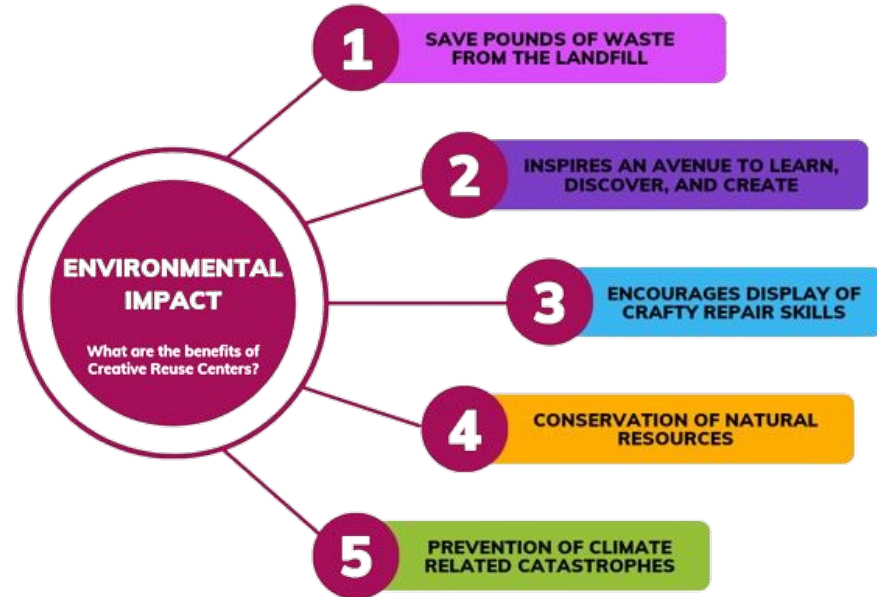 ENVIRONMENTAL
IMPACT
What are the benefits of
Creative Reuse Centers?
1
SAVE POUNDS OF WASTE
FROM THE LANDFILL
2
INSPIRES AN AVENUE TO LEARN,
DISCOVER, AND CREATE
3
ENCOURAGES DISPLAY OF
CRAFTY REPAIR SKILLS
4
CONSERVATION OF NATURAL
RESOURCES
5
PREVENTION OF CLIMATE
RELATED CATASTROPHES